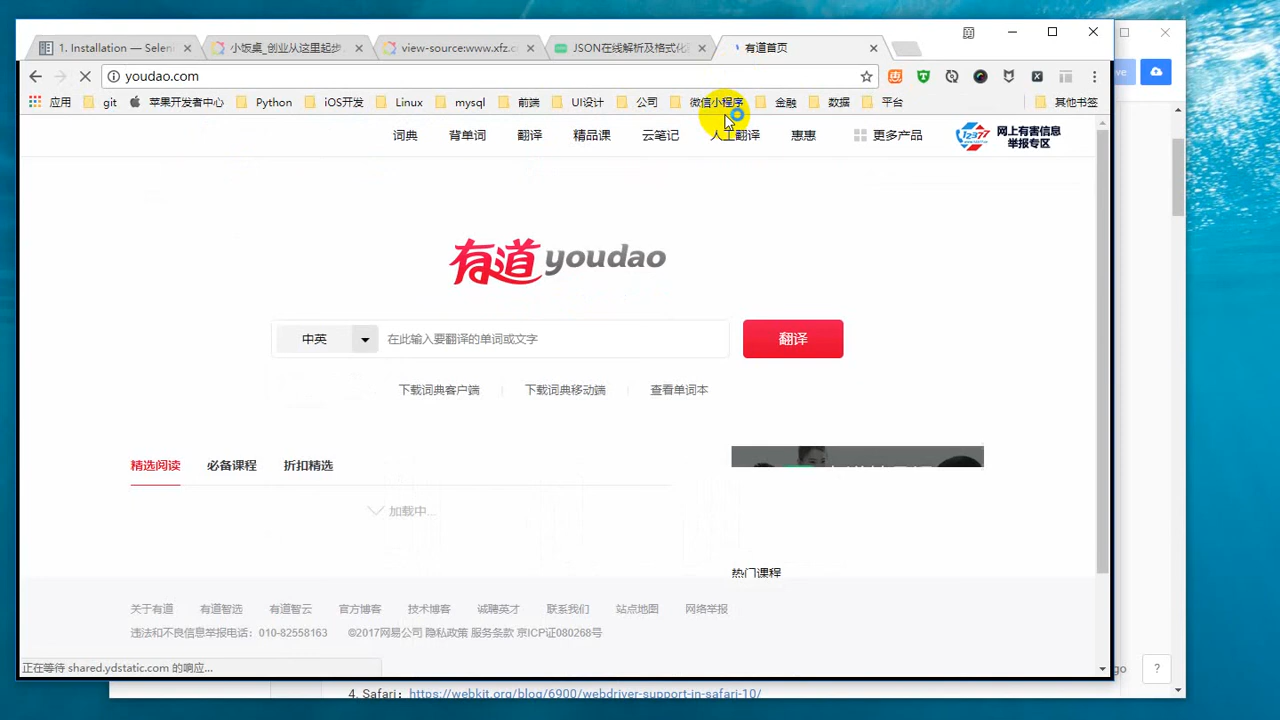 1. Installation — Selen
小饭桌_创业从这里起步
view-source:www.xfz.c
JSON在线解析及格式化
有道首页
youdao.com
应用 git 苹果开发者中心 Python iOS开发 Linux mysql 前端 UI设计 公司 微信小程序 金融 数据 平台 其他书签
词典 背单词 翻译 精品课 云笔记 人工翻译 惠惠 更多产品 12377 网上有害信息
举报专区
有道 youdao
中英 在此输入要翻译的单词或文字 翻译
下载词典客户端 下载词典移动端 查看单词本
精选阅读 必备课程 折扣精选
加载中...
热门课程
关于有道 有道智选 有道智云 官方博客 技术博客 诚聘英才 联系我们 站点地图 网络举报
违法和不良信息举报电话：010-82558163 ©2017网易公司 隐私政策 服务条款 京ICP证080268号
正在等待 shared.ydstatic.com 的响应...
go ?
4. Safari：https://webkit.org/blog/6900/webdriver-support-in-safari-10/